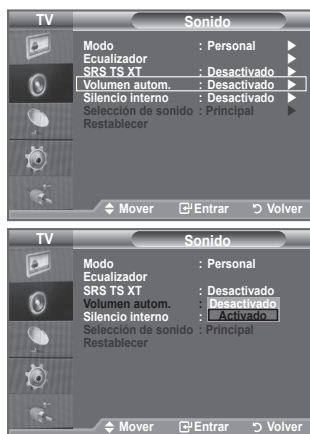 TV Sonido
Modo : Personal
Ecualizador
SRS TS XT : Desactivado
Volumen autom. : Desactivado
Silencio interno : Desactivado
Selección de sonido : Principal
Restablecer
Mover Entrar Volver
TV Sonido
Modo : Personal
Ecualizador
SRS TS XT : Desactivado
Volumen autom. : Desactivado
Silencio interno : Activado
Selección de sonido : Principal
Restablecer
Mover Entrar Volver